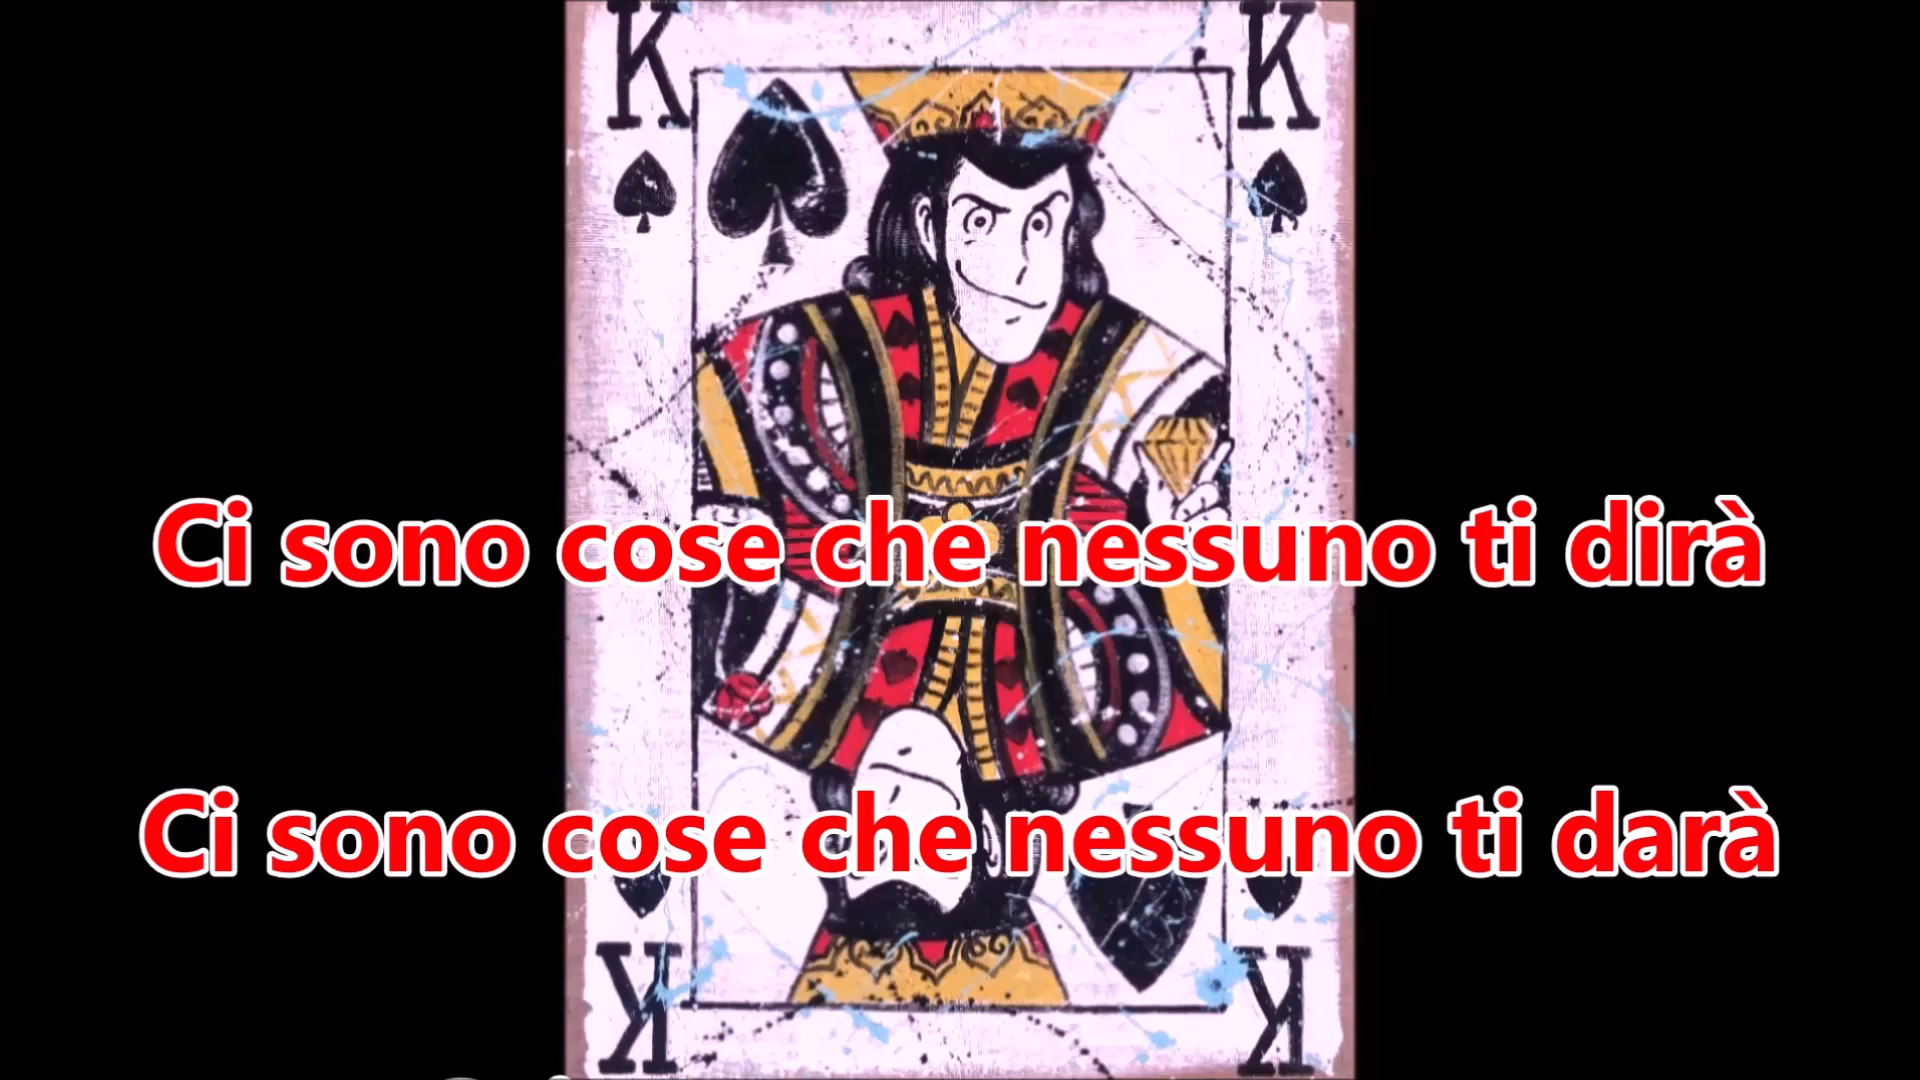 K K
Ci sono cose che nessuno ti dirà
Ci sono cose che nessuno ti darà
K K